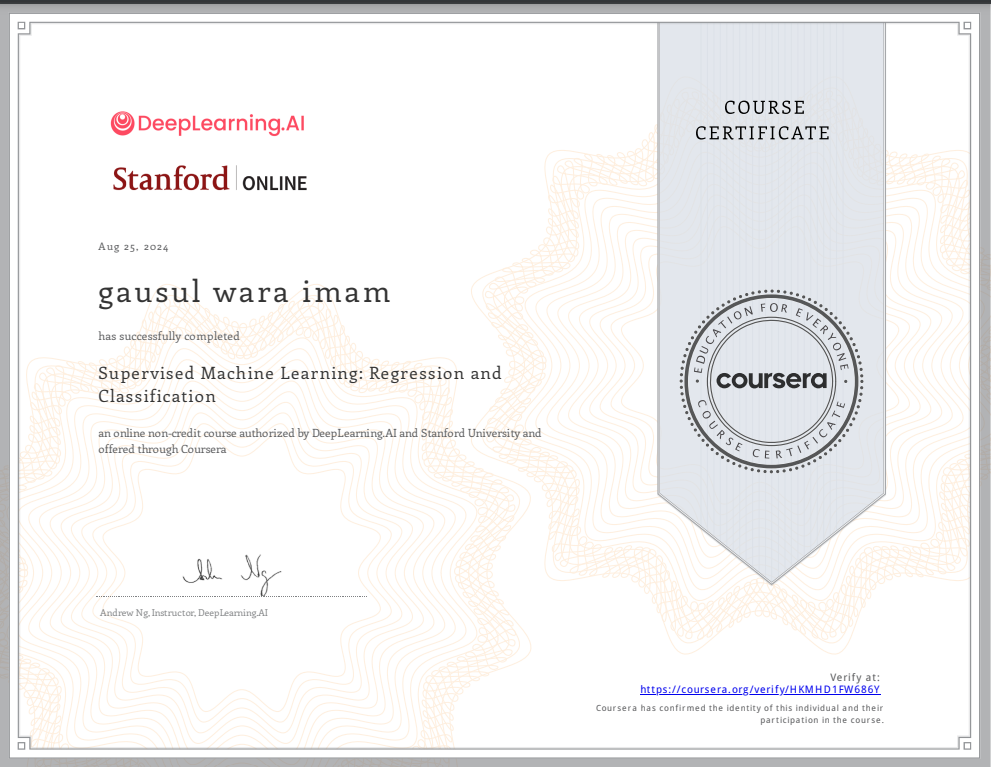 DeepLearning.AI
Stanford ONLINE
Aug 25, 2024
gausul wara imam
has successfully completed
Supervised Machine Learning: Regression and
Classification
an online non-credit course authorized by DeepLearning.AI and Stanford University and
offered through Coursera
Andrew Ng, Instructor, DeepLearning.AI
COURSE
CERTIFICATE
EDUCATION FOR EVERYONE
coursera
COURSE CERTIFICATE
Verify at:
https://coursera.org/verify/HKMHD1FW686Y
Coursera has confirmed the identity of this individual and their
participation in the course.